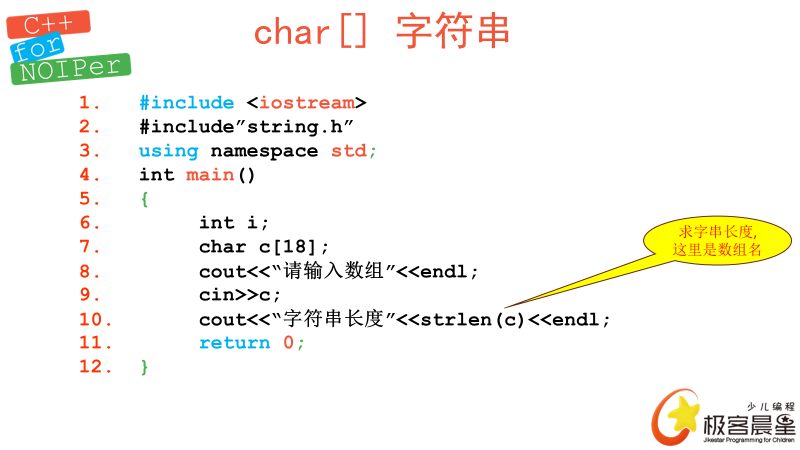 C++
for
NOIPer
char[] 字符串
1. #include <iostream>
2. #include”string.h”
3. using namespace std;
4. int main()
5. {
6. int i;
7. char c[18];
8. cout<<“请输入数组”<<endl;
9. cin>>c;
10. cout<<“字符串长度”<<strlen(c)<<endl;
11. return 0;
12. }
求字串长度,
这里是数组名
少儿编程
极客晨星
Jikestar Programming for Children